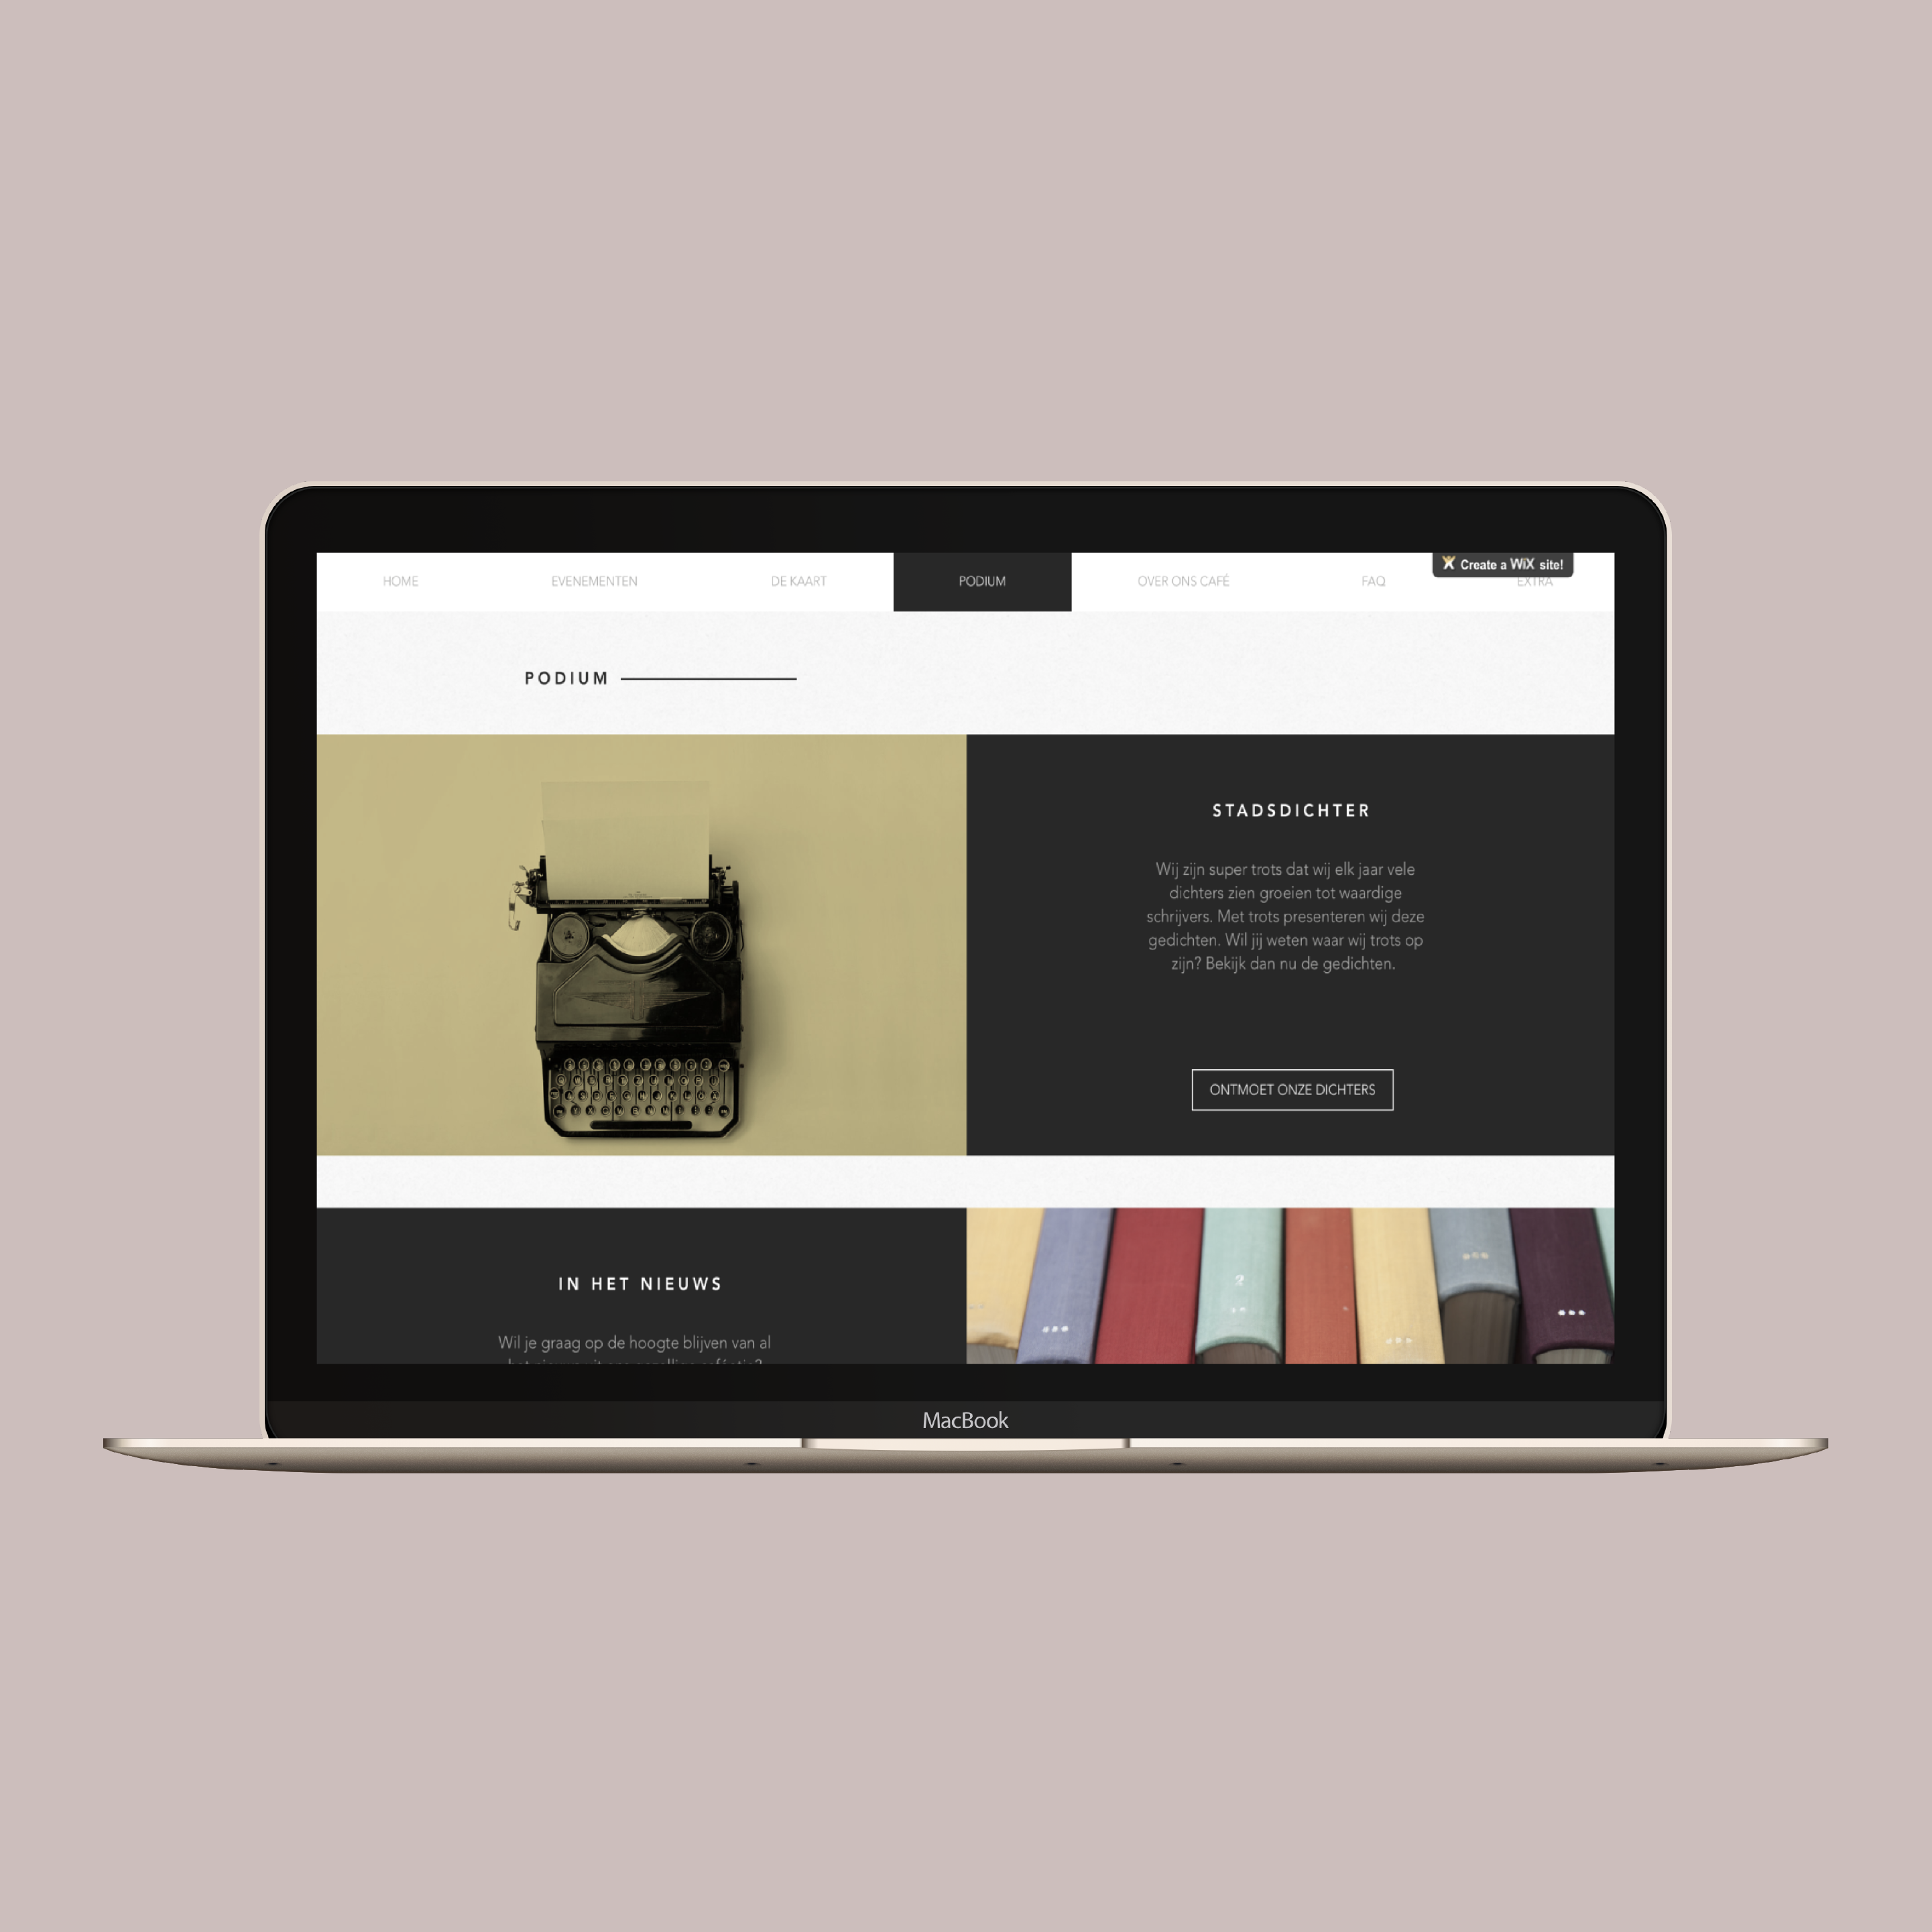 Create a WiX site!
HOME EVENEMENTEN DE KAART PODIUM OVER ONS CAFÉ FAQ EXTRA
PODIUM
STADSDICHTER
Wij zijn super trots dat wij elk jaar vele
dichters zien groeien tot waardige
schrijvers. Met trots presenteren wij deze
gedichten. Wil jij weten waar wij trots op
zijn? Bekijk dan nu de gedichten.
ONTMOET ONZE DICHTERS
IN HET NIEUWS
Wil je graag op de hoogte blijven van al
MacBook